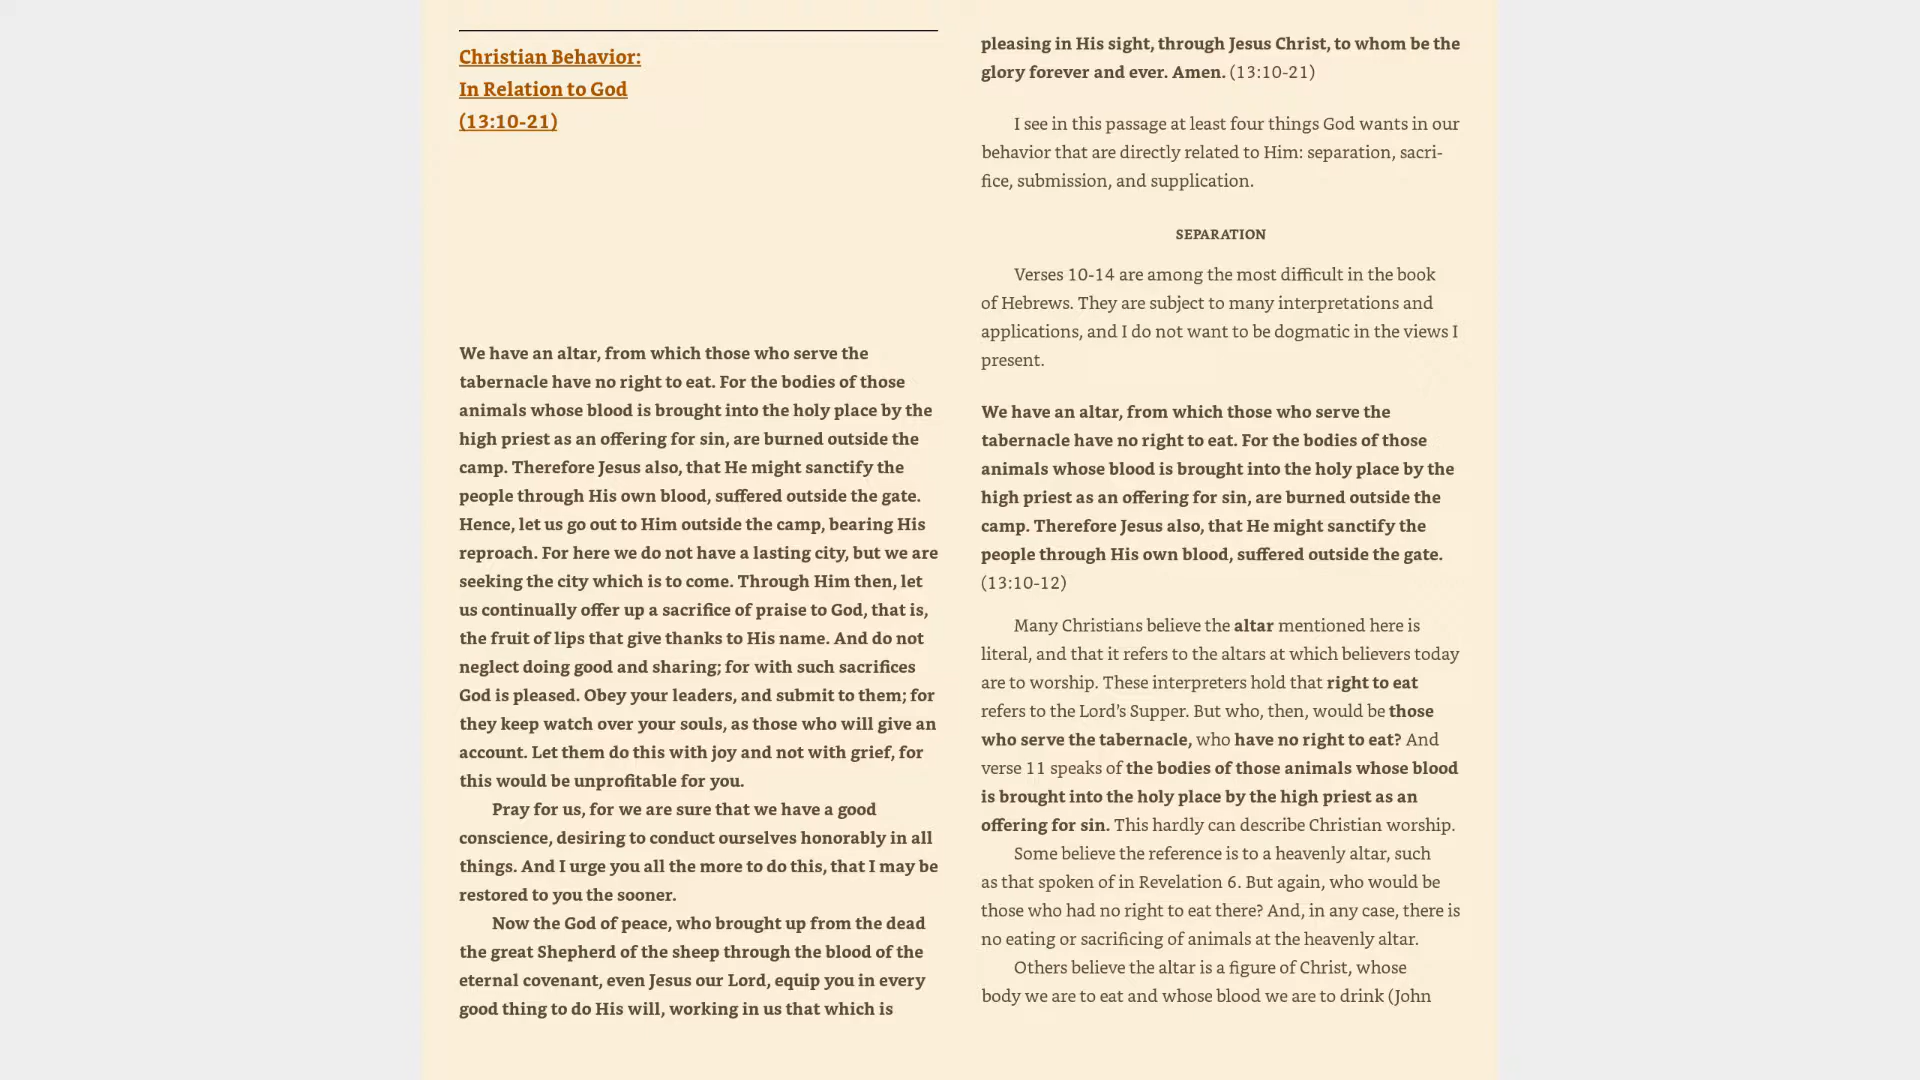 Christian Behavior:
In Relation to God
(13:10-21)
We have an altar, from which those who serve the
tabernacle have no right to eat. For the bodies of those
animals whose blood is brought into the holy place by the
high priest as an offering for sin, are burned outside the
camp. Therefore Jesus also, that He might sanctify the
people through His own blood, suffered outside the gate.
Hence, let us go out to Him outside the camp, bearing His
reproach. For here we do not have a lasting city, but we are
seeking the city which is to come. Through Him then, let
us continually offer up a sacrifice of praise to God, that is,
the fruit of lips that give thanks to His name. And do not
neglect doing good and sharing; for with such sacrifices
God is pleased. Obey your leaders, and submit to them; for
they keep watch over your souls, as those who will give an
account. Let them do this with joy and not with grief, for
this would be unprofitable for you.
Pray for us, for we are sure that we have a good
conscience, desiring to conduct ourselves honorably in all
things. And I urge you all the more to do this, that I may be
restored to you the sooner.
Now the God of peace, who brought up from the dead
the great Shepherd of the sheep through the blood of the
eternal covenant, even Jesus our Lord, equip you in every
good thing to do His will, working in us that which is
pleasing in His sight, through Jesus Christ, to whom be the
glory forever and ever. Amen. (13:10-21)
I see in this passage at least four things God wants in our
behavior that are directly related to Him: separation, sacri-
fice, submission, and supplication.
SEPARATION
Verses 10-14 are among the most difficult in the book
of Hebrews. They are subject to many interpretations and
applications, and I do not want to be dogmatic in the views I
present.
We have an altar, from which those who serve the
tabernacle have no right to eat. For the bodies of those
animals whose blood is brought into the holy place by the
high priest as an offering for sin, are burned outside the
camp. Therefore Jesus also, that He might sanctify the
people through His own blood, suffered outside the gate.
(13:10-12)
Many Christians believe the altar mentioned here is
literal, and that it refers to the altars at which believers today
are to worship. These interpreters hold that right to eat
refers to the Lord's Supper. But who, then, would be those
who serve the tabernacle, who have no right to eat? And
verse 11 speaks of the bodies of those animals whose blood
is brought into the holy place by the high priest as an
offering for sin. This hardly can describe Christian worship.
Some believe the reference is to a heavenly altar, such
as that spoken of in Revelation 6. But again, who would be
those who had no right to eat there? And, in any case, there is
no eating or sacrificing of animals at the heavenly altar.
Others believe the altar is a figure of Christ, whose
body we are to eat and whose blood we are to drink (John